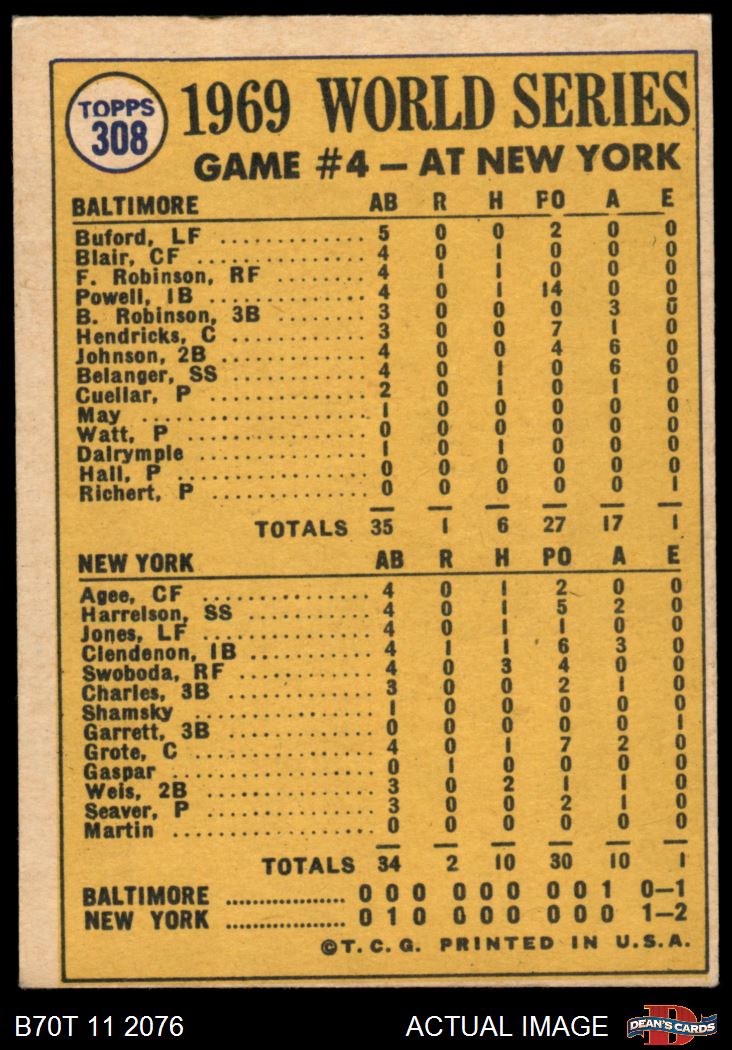 TOPPS
308
1969 WORLD SERIES
GAME #4 – AT NEW YORK
BALTIMORE AB R H PO A E
Buford, LF .............. 5 0 0 2 0 0
Blair, CF .............. 4 0 1 0 0 0
F. Robinson, RF ........ 4 1 1 0 0 0
Powell, 1B .............. 4 0 1 14 0 0
B. Robinson, 3B ........ 3 0 0 0 3 0
Hendricks, C ........... 3 0 0 7 1 0
Johnson, 2B ............ 4 0 0 4 6 0
Belanger, SS ........... 4 0 1 0 6 0
Cuellar, P .............. 2 0 1 0 1 0
May .................... 1 0 0 0 0 0
Watt, P ................ 0 0 0 0 0 0
Dalrymple .............. 1 0 1 0 0 0
Hall, P ................ 0 0 0 0 0 0
Richert, P .............. 0 0 0 0 0 1
TOTALS 35 1 6 27 17 1
NEW YORK AB R H PO A E
Agee, CF .............. 4 0 1 2 0 0
Harrelson, SS .......... 4 0 1 5 2 0
Jones, LF .............. 4 0 1 1 0 0
Clendenon, 1B .......... 4 1 1 6 3 0
Swoboda, RF ............ 4 0 3 4 0 0
Charles, 3B ............ 3 0 0 2 1 0
Shamsky ................ 1 0 0 0 0 0
Garrett, 3B ............ 0 0 0 0 0 1
Grote, C ................ 4 0 1 7 2 0
Gaspar ................ 0 1 0 0 0 0
Weis, 2B ................ 3 0 2 1 1 0
Seaver, P .............. 3 0 0 2 1 0
Martin ................ 0 0 0 0 0 0
TOTALS 34 2 10 30 10 1
BALTIMORE .................. 0 0 0 0 0 0 0 0 1 0–1
NEW YORK .................. 0 1 0 0 0 0 0 0 0 1–2
©T.C.G. PRINTED IN U.S.A.
B70T 11 2076 ACTUAL IMAGE
D
DEAN'S CARDS